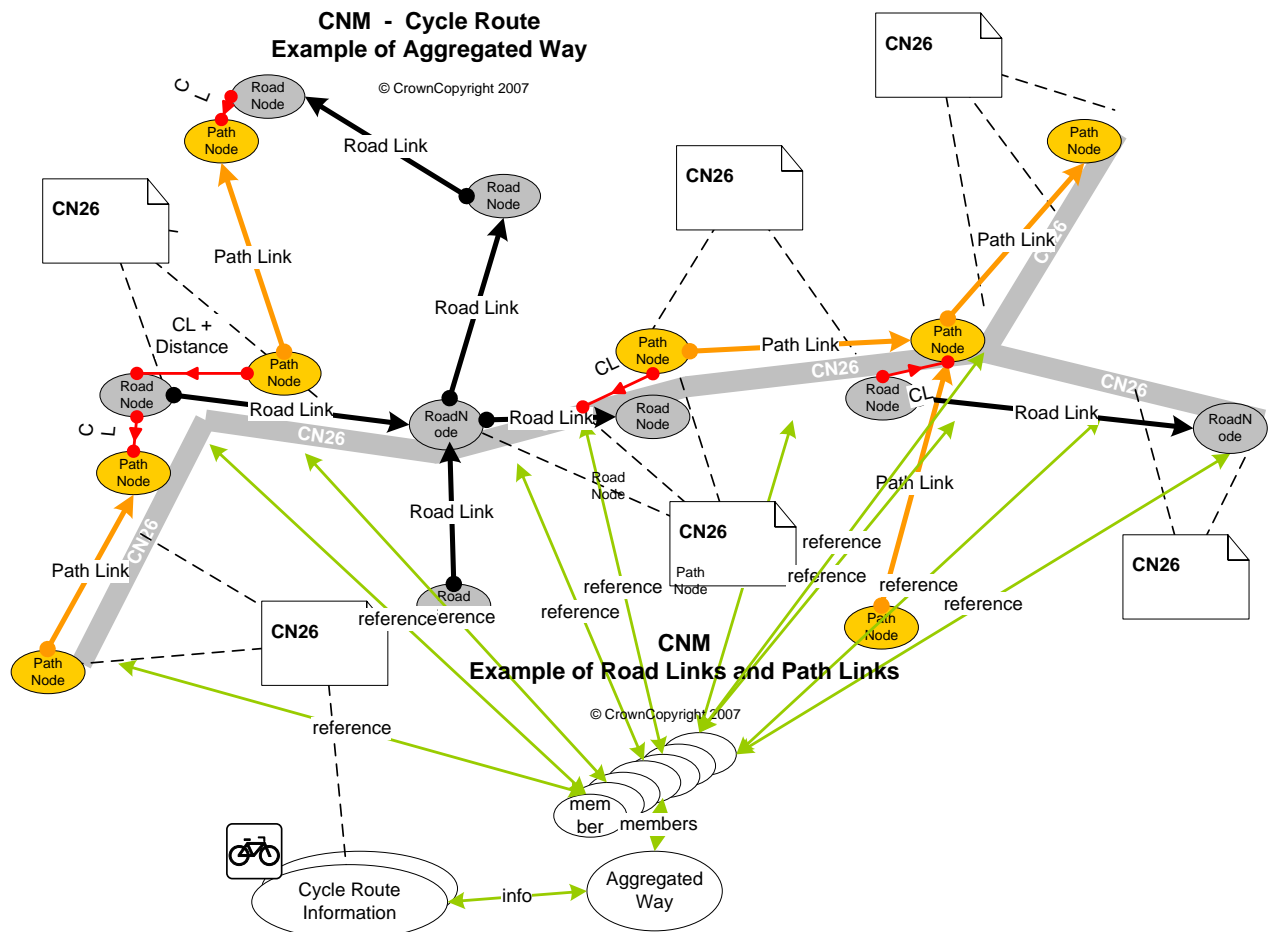 CNM - Cycle Route
Example of Aggregated Way
© CrownCopyright 2007
CN26
C
L
Road
Node
Path
Node
Road Link
CN26
Path
Node
Road
Node
CN26
Path Link
Path Link
CN26
Road Link
CL +
Distance
Path
Node
Path
Node
Path Link
Path
Node
CL
CN26
CN26
Road
Node
Road Link
RoadN
ode
Road Link
Road
Node
Road
Node
CL
Road Link
RoadN
ode
C
L
CN26
Path
Node
Road
Node
Path Link
Road Link
CN26
CN26
reference
CN26
Path Link
Path
Node
reference
reference
reference
reference
reference
Road
reference
erence
Path
Node
CN26
CNM
Example of Road Links and Path Links
Path
Node
© CrownCopyright 2007
reference
mem
ber
members
Cycle Route
Information
info
Aggregated
Way